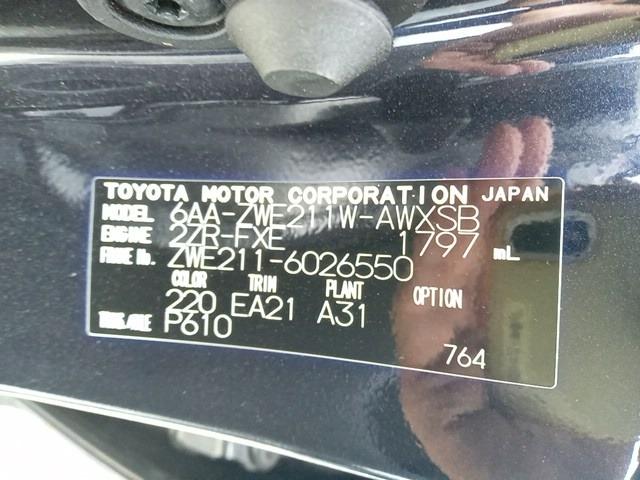 TOYOTA MOTOR CORPORATION JAPAN
MODEL 6AA-ZWE211W-AWXSB
ENGINE 2ZR-FXE 1797 mL
FRAME No. ZWE211-6026550
COLOR TRIM PLANT OPTION
220 EA21 A31
TRANS.AXLE P610
764